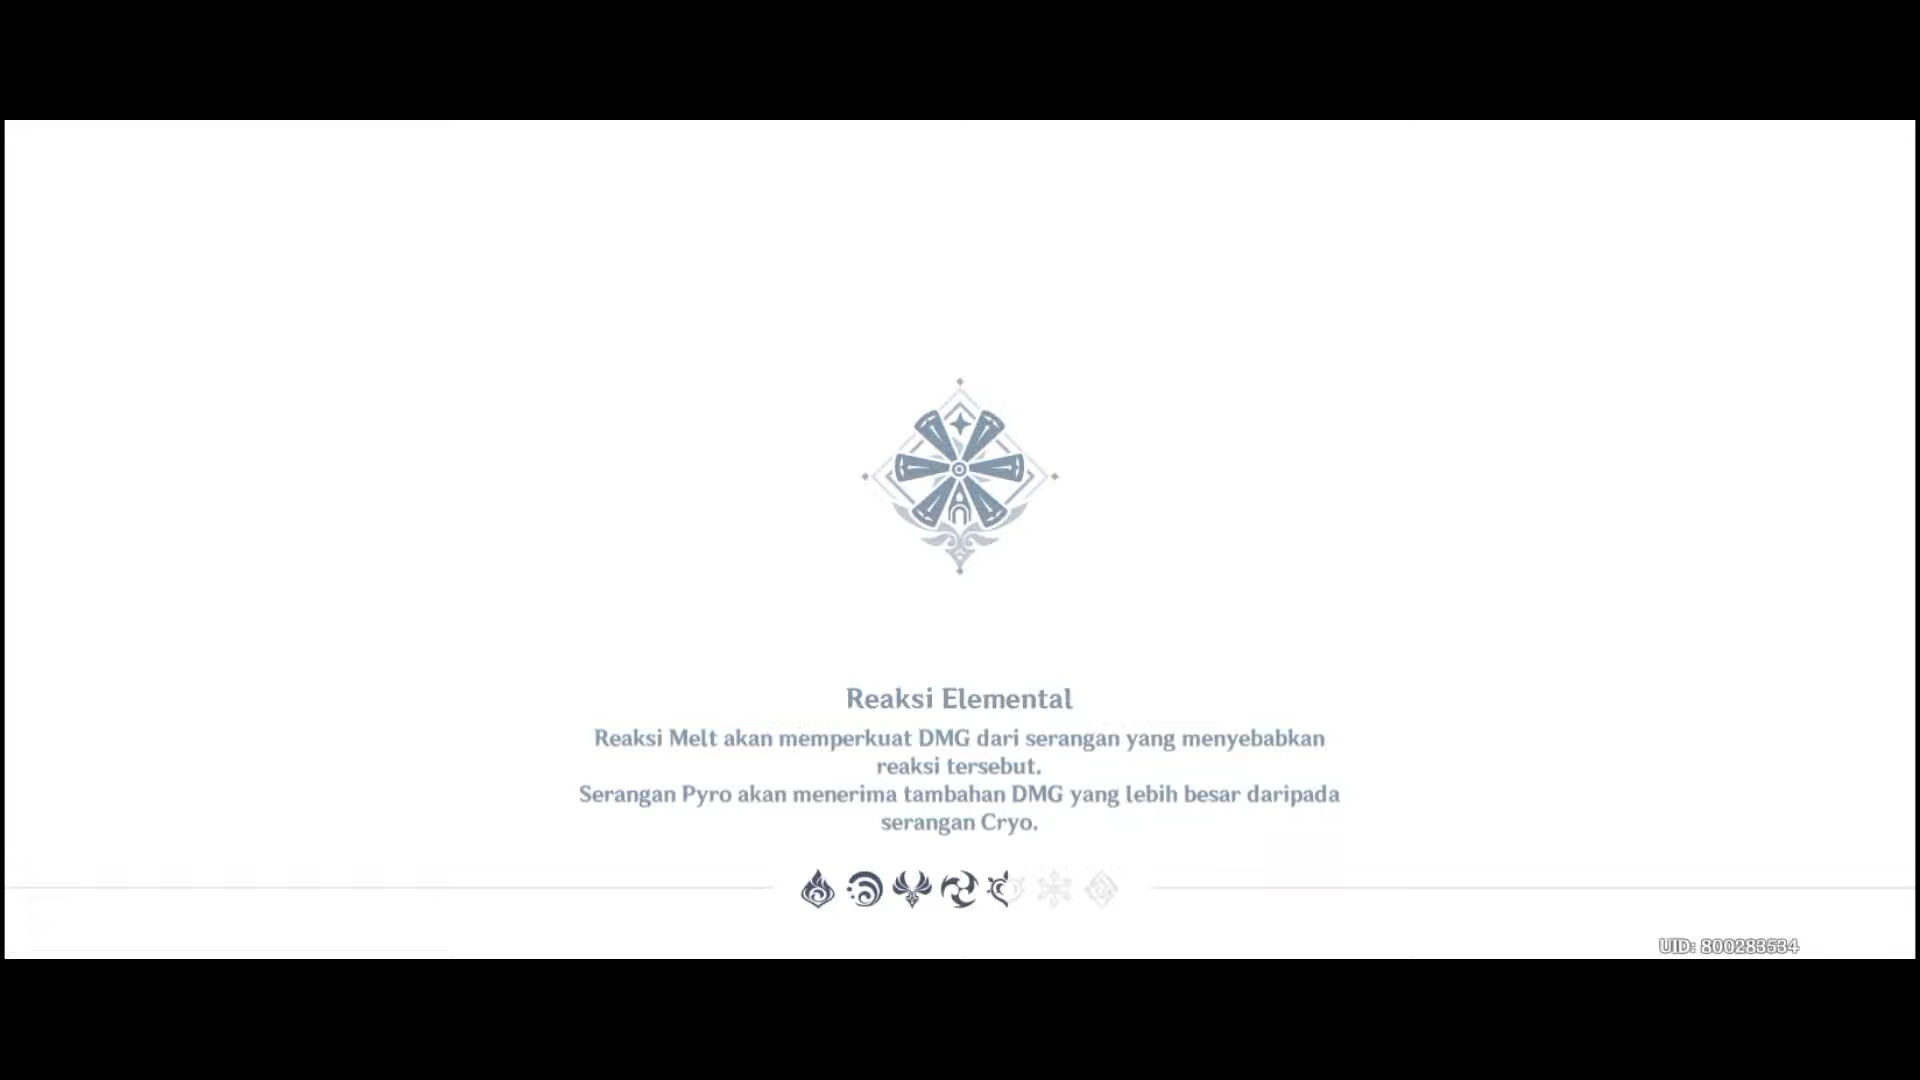 Reaksi Elemental
Reaksi Melt akan memperkuat DMG dari serangan yang menyebabkan
reaksi tersebut.
Serangan Pyro akan menerima tambahan DMG yang lebih besar daripada
serangan Cryo.
UID: 800283534